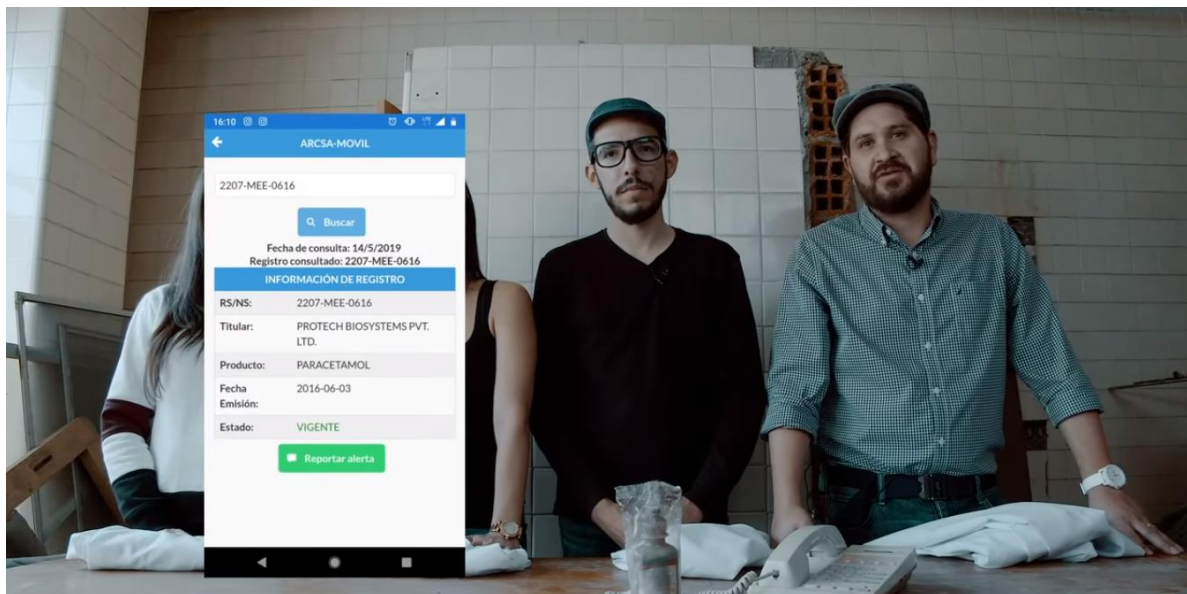 16:10
ARCSA-MOVIL
2207-MEE-0616
Buscar
Fecha de consulta: 14/5/2019
Registro consultado: 2207-MEE-0616
INFORMACIÓN DE REGISTRO
RS/NS: 2207-MEE-0616
Titular: PROTECH BIOSYSTEMS PVT.
LTD.
Producto: PARACETAMOL
Fecha 2016-06-03
Emisión:
Estado: VIGENTE
Reportar alerta